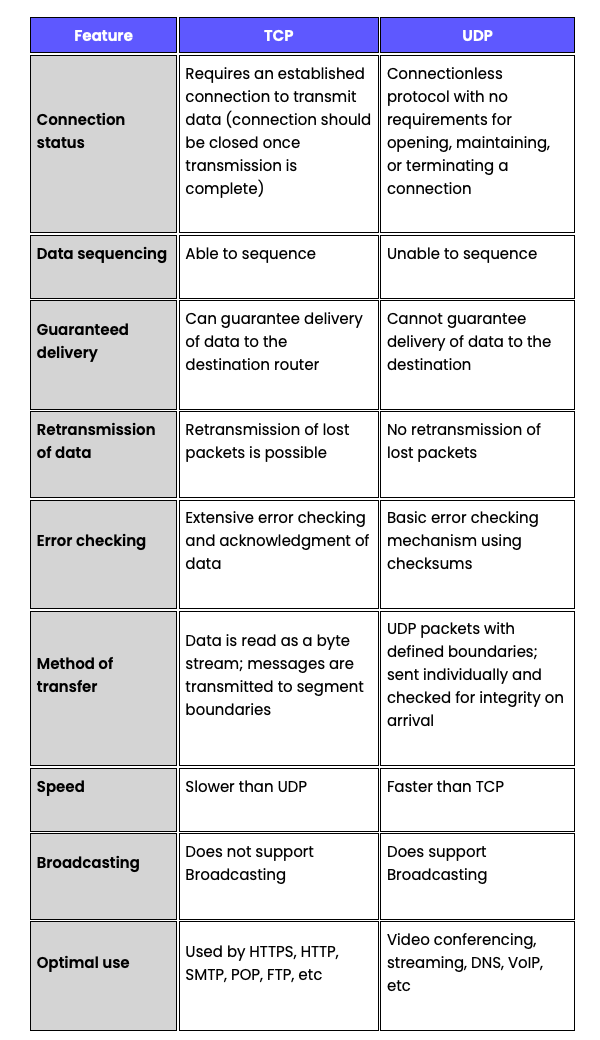 Feature TCP UDP
Connection
status
Requires an established
connection to transmit
data (connection should
be closed once
transmission is
complete)
Connectionless
protocol with no
requirements for
opening, maintaining,
or terminating a
connection
Data sequencing
Able to sequence
Unable to sequence
Guaranteed
delivery
Can guarantee delivery
of data to the
destination router
Cannot guarantee
delivery of data to the
destination
Retransmission
of data
Retransmission of lost
packets is possible
No retransmission of
lost packets
Error checking
Extensive error checking
and acknowledgment of
data
Basic error checking
mechanism using
checksums
Method of
transfer
Data is read as a byte
stream; messages are
transmitted to segment
boundaries
UDP packets with
defined boundaries;
sent individually and
checked for integrity on
arrival
Speed
Slower than UDP
Faster than TCP
Broadcasting
Does not support
Broadcasting
Does support
Broadcasting
Optimal use
Used by HTTPS, HTTP,
SMTP, POP, FTP, etc
Video conferencing,
streaming, DNS, VoIP,
etc